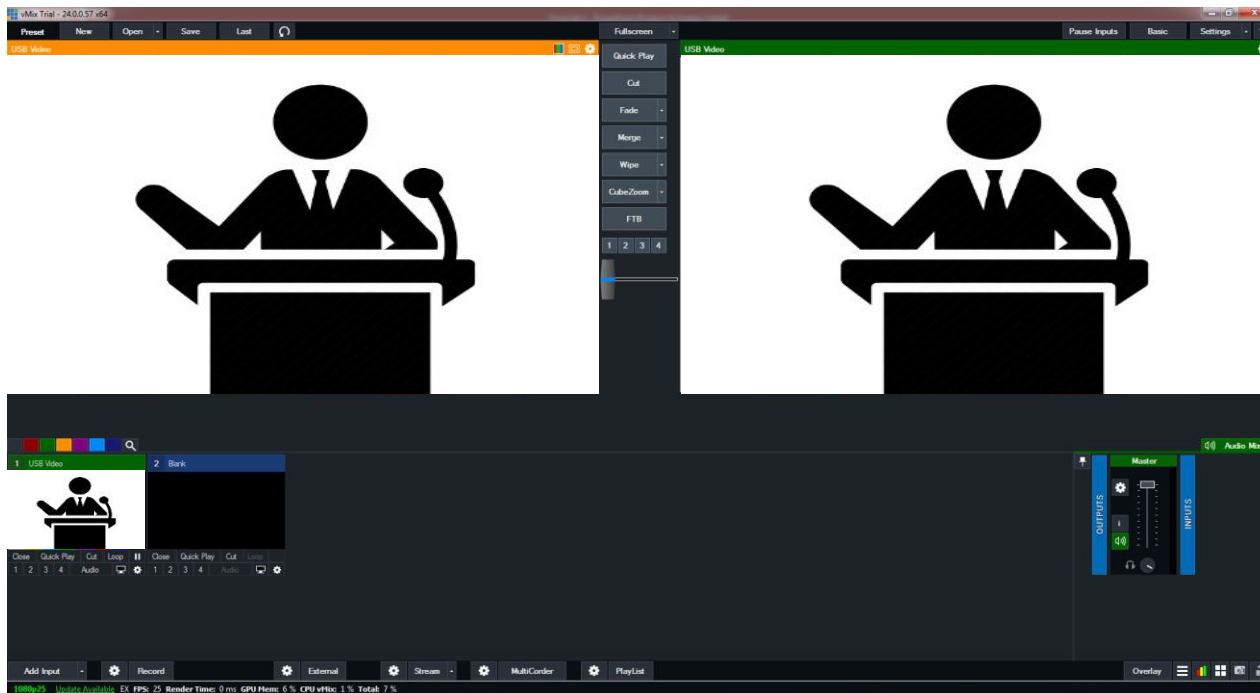 vMix Trial - 24.0.0.57 x64
Preset New Open Save Last Fullscreen Pause Inputs Basic Settings
USB Video USB Video
Quick Play
Cut
Fade
Merge
Wipe
CubeZoom
FTB
1 2 3 4
Audio Mix
1 USB Video 2 Blank Master
OUTPUTS INPUTS
Close Quick Play Cut Loop Close Quick Play Cut Loop
1 2 3 4 Audio 1 2 3 4 Audio
Add Input Record External Stream MultiCorder PlayList Overlay
1080p25 Update Available EX FPS: 25 Render Time: 0 ms GPU Mem: 6 % CPU vMix: 1 % Total: 7 %